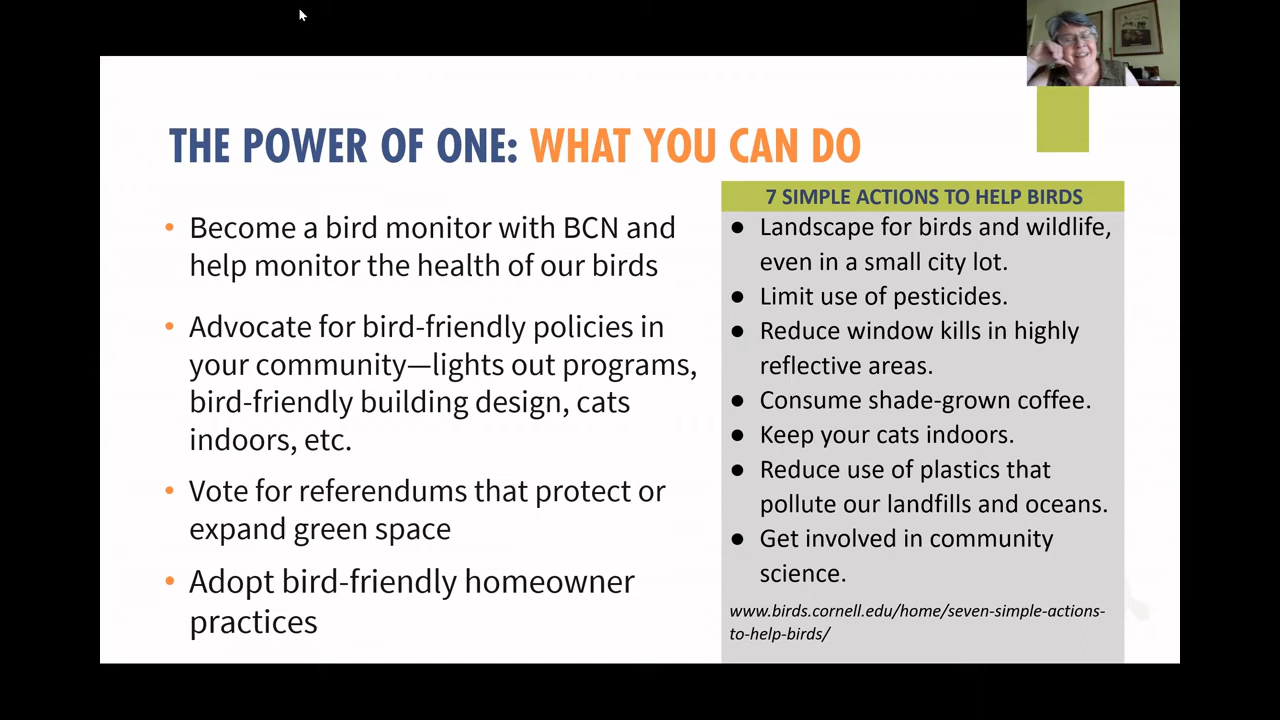 THE POWER OF ONE: WHAT YOU CAN DO
• Become a bird monitor with BCN and
help monitor the health of our birds
• Advocate for bird-friendly policies in
your community—lights out programs,
bird-friendly building design, cats
indoors, etc.
• Vote for referendums that protect or
expand green space
• Adopt bird-friendly homeowner
practices
7 SIMPLE ACTIONS TO HELP BIRDS
● Landscape for birds and wildlife,
even in a small city lot.
● Limit use of pesticides.
● Reduce window kills in highly
reflective areas.
● Consume shade-grown coffee.
● Keep your cats indoors.
● Reduce use of plastics that
pollute our landfills and oceans.
● Get involved in community
science.
www.birds.cornell.edu/home/seven-simple-actions-
to-help-birds/